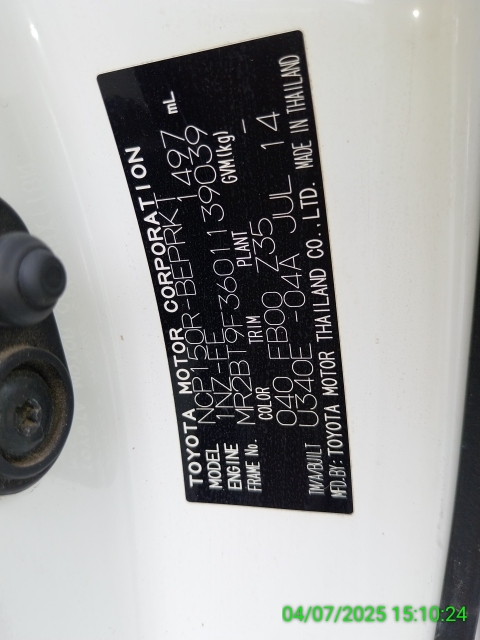 TOYOTA MOTOR CORPORATION
MODEL NCP150R-BEPRKT 1497 mL
ENGINE 1NZ-FE
FRAME No. MR2BT9F3601139039
COLOR TRIM PLANT GVM(kg)
040 FB00 Z35 -
TM/A/BUILT U340E -04A JUL 14
MFD.BY:TOYOTA MOTOR THAILAND CO.,LTD. MADE IN THAILAND
04/07/2025 15:10:24